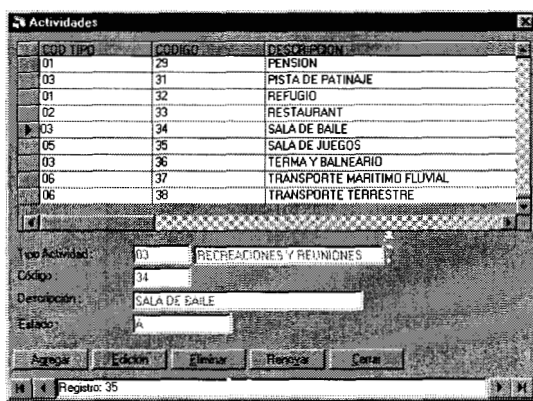 Actividades
COD TIPO CODIGO DESCRIPCION
01 29 PENSION
03 31 PISTA DE PATINAJE
01 32 REFUGIO
02 33 RESTAURANT
03 34 SALA DE BAILE
05 35 SALA DE JUEGOS
03 36 TERMA Y BALNEARIO
06 37 TRANSPORTE MARITIMO FLUVIAL
06 38 TRANSPORTE TERRESTRE
Tipo Actividad: 03 RECREACIONES Y REUNIONES
Código: 34
Descripción: SALA DE BAILE
Estado: A
Agregar Edición Eliminar Renovar Cerrar
Registro: 35